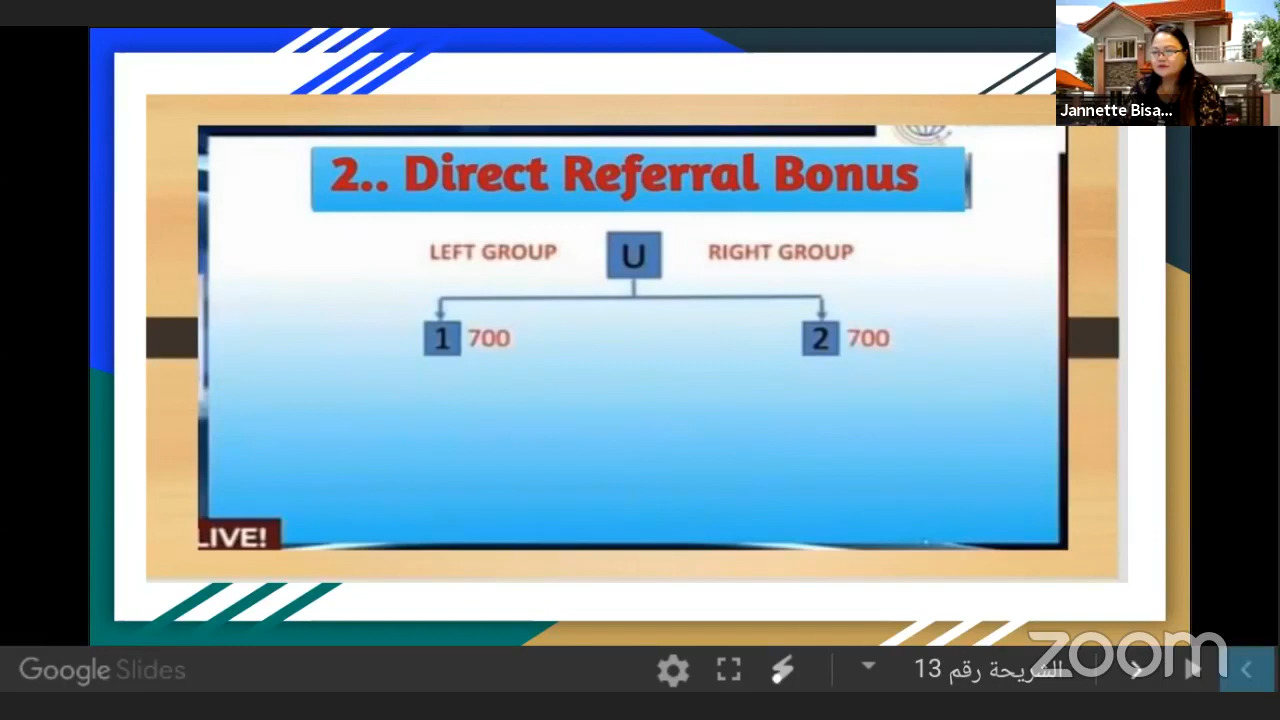 Jannette Bisa...
2.. Direct Referral Bonus
LEFT GROUP U RIGHT GROUP
1 700 2 700
LIVE!
Google Slides
الشريحة رقم 13
zoom